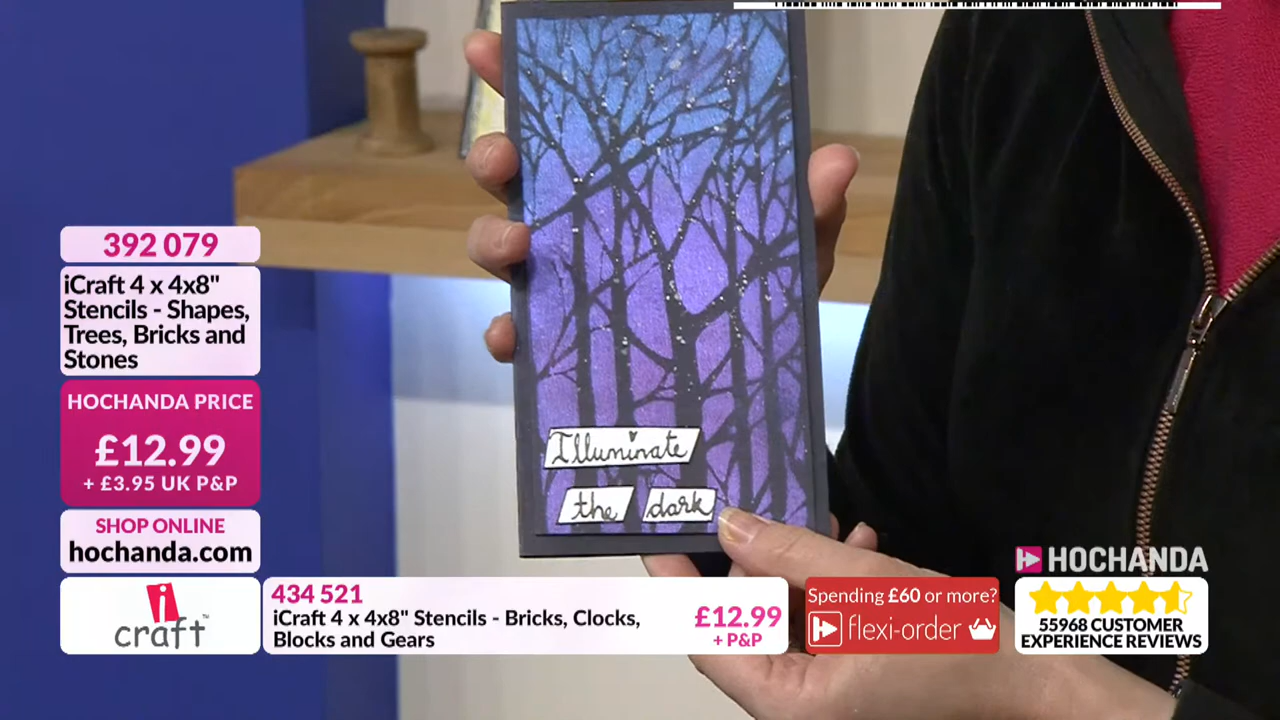 392 079
iCraft 4 x 4x8"
Stencils - Shapes,
Trees, Bricks and
Stones
HOCHANDA PRICE
£12.99
+ £3.95 UK P&P
SHOP ONLINE
hochanda.com
Illuminate
the dark
i
craft™
434 521
iCraft 4 x 4x8" Stencils - Bricks, Clocks,
Blocks and Gears
£12.99
+ P&P
Spending £60 or more?
flexi-order
HOCHANDA
55968 CUSTOMER
EXPERIENCE REVIEWS